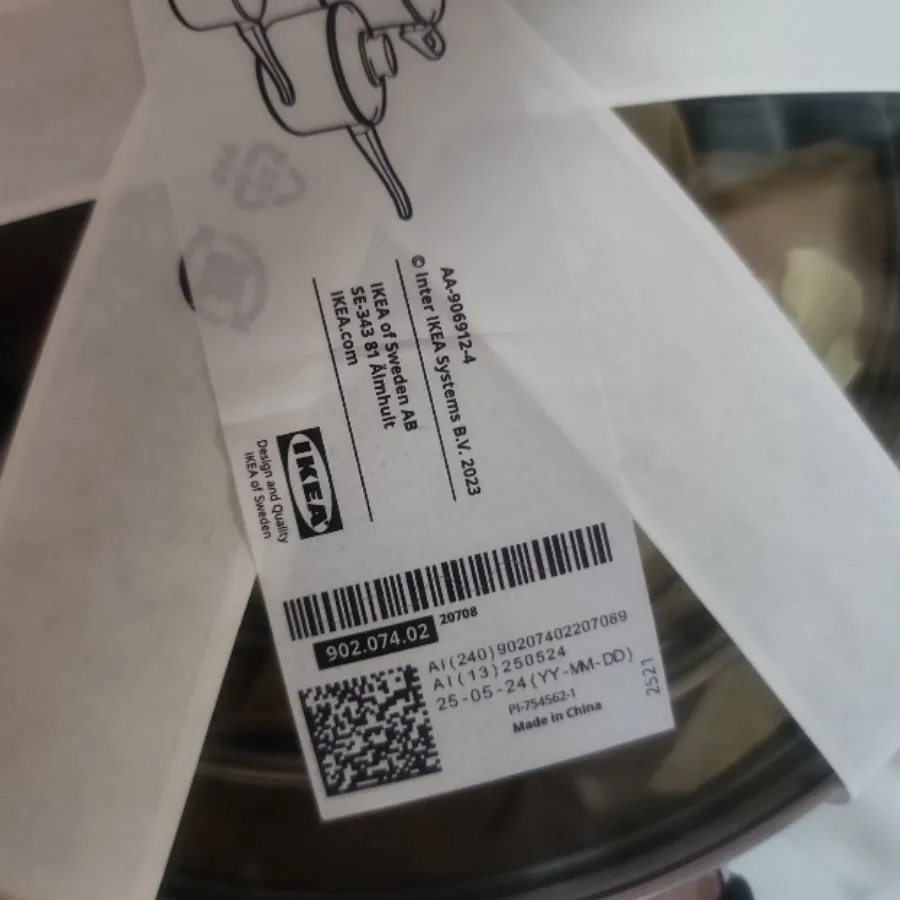 AA-906912-4
© Inter IKEA Systems B.V. 2023
IKEA of Sweden AB
SE-343 81 Älmhult
IKEA.com
IKEA
Design and Quality
IKEA of Sweden
902.074.02
20708
AI(240)90207402207089
AI(13)250524
25-05-24(YY-MM-DD)
PI-754562-1
Made in China
2521